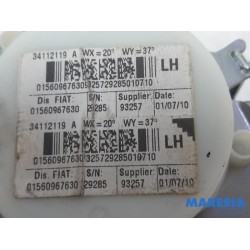 34112119 A WX = 20° WY = 37°
LH
01560967630325729285010710
Dis. FIAT: S/N: Supplier: Date:
01560967630 29285 93257 01/07/10
34112119 A WX = 20° WY = 37°
LH
01560967630325729285010710
Dis. FIAT: S/N: Supplier: Date:
01560967630 29285 93257 01/07/10
MARESIA